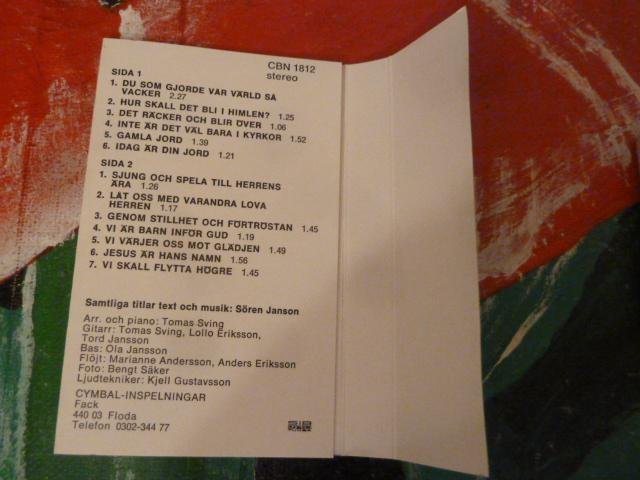 CBN 1812
stereo
SIDA 1
1. DU SOM GJORDE VAR VÄRLD SÅ
VACKER 2.27
2. HUR SKALL DET BLI I HIMLEN? 1.25
3. DET RÄCKER OCH BLIR ÖVER 1.06
4. INTE ÄR DET VÄL BARA I KYRKOR 1.52
5. GAMLA JORD 1.39
6. IDAG ÄR DIN JORD 1.21
SIDA 2
1. SJUNG OCH SPELA TILL HERRENS
ÄRA 1.26
2. LÅT OSS MED VARANDRA LOVA
HERREN 1.17
3. GENOM STILLHET OCH FÖRTRÖSTAN 1.45
4. VI ÄR BARN INFÖR GUD 1.19
5. VI VÄRJER OSS MOT GLÄDJEN 1.49
6. JESUS ÄR HANS NAMN 1.56
7. VI SKALL FLYTTA HÖGRE 1.45
Samtliga titlar text och musik: Sören Janson
Arr. och piano: Tomas Sving
Gitarr: Tomas Sving, Lollo Eriksson,
Tord Jansson
Bas: Ola Jansson
Flöjt: Marianne Andersson, Anders Eriksson
Foto: Bengt Säker
Ljudtekniker: Kjell Gustavsson
CYMBAL-INSPELNINGAR
Fack
440 03 Floda
Telefon 0302-344 77